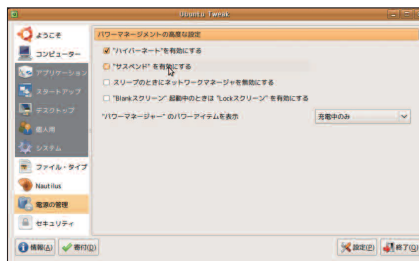 Ubuntu Tweak
ようこそ
コンピューター
アプリケーション
スタートアップ
デスクトップ
個人用
システム
ファイル・タイプ
Nautilus
電源の管理
セキュリティ
パワーマネージメントの高度な設定
"ハイバーネート"を有効にする
"サスペンド"を有効にする
スリープのときにネットワークマネージャを無効にする
"Blankスクリーン" 起動中のときは "Lockスクリーン" を有効にする
"パワーマネージャー" のパワーアイテムを表示
充電中のみ
情報(A)
寄付(D)
設定(P)
終了(Q)